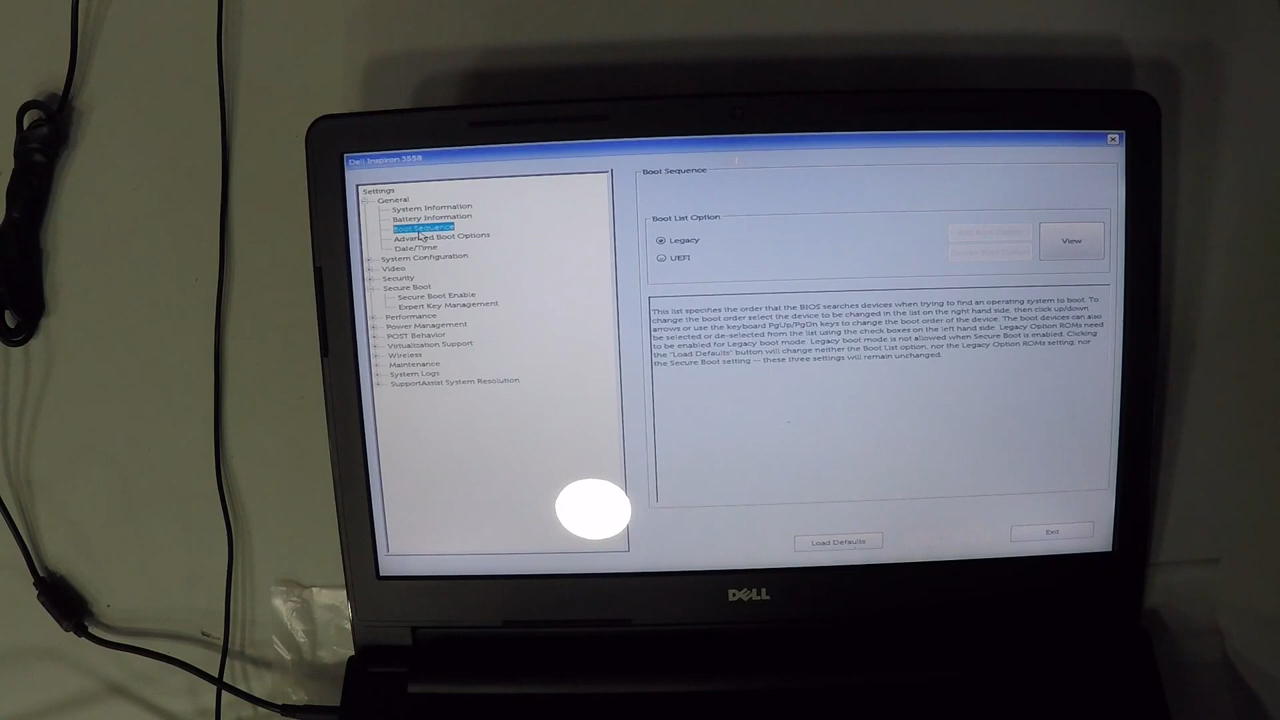 Dell Inspiron 3558
Settings
General
System Information
Battery Information
Boot Sequence
Advanced Boot Options
Date/Time
System Configuration
Video
Security
Secure Boot
Secure Boot Enable
Expert Key Management
Performance
Power Management
POST Behavior
Virtualization Support
Wireless
Maintenance
System Logs
SupportAssist System Resolution
Boot Sequence
Boot List Option
Legacy
UEFI
View
This list specifies the order that the BIOS searches devices when trying to find an operating system to boot. To
change the boot order select the device to be changed in the list on the right hand side, then click up/down
arrows or use the keyboard PgUp/PgDn keys to change the boot order of the device. The boot devices can also
be selected or de-selected from the list using the check boxes on the left hand side. Legacy Option ROMs need
to be enabled for Legacy boot mode. Legacy boot mode is not allowed when Secure Boot is enabled. Clicking
the "Load Defaults" button will change neither the Boot List option, nor the Legacy Option ROMs setting, nor
the Secure Boot setting -- these three settings will remain unchanged.
Load Defaults
Exit
DELL